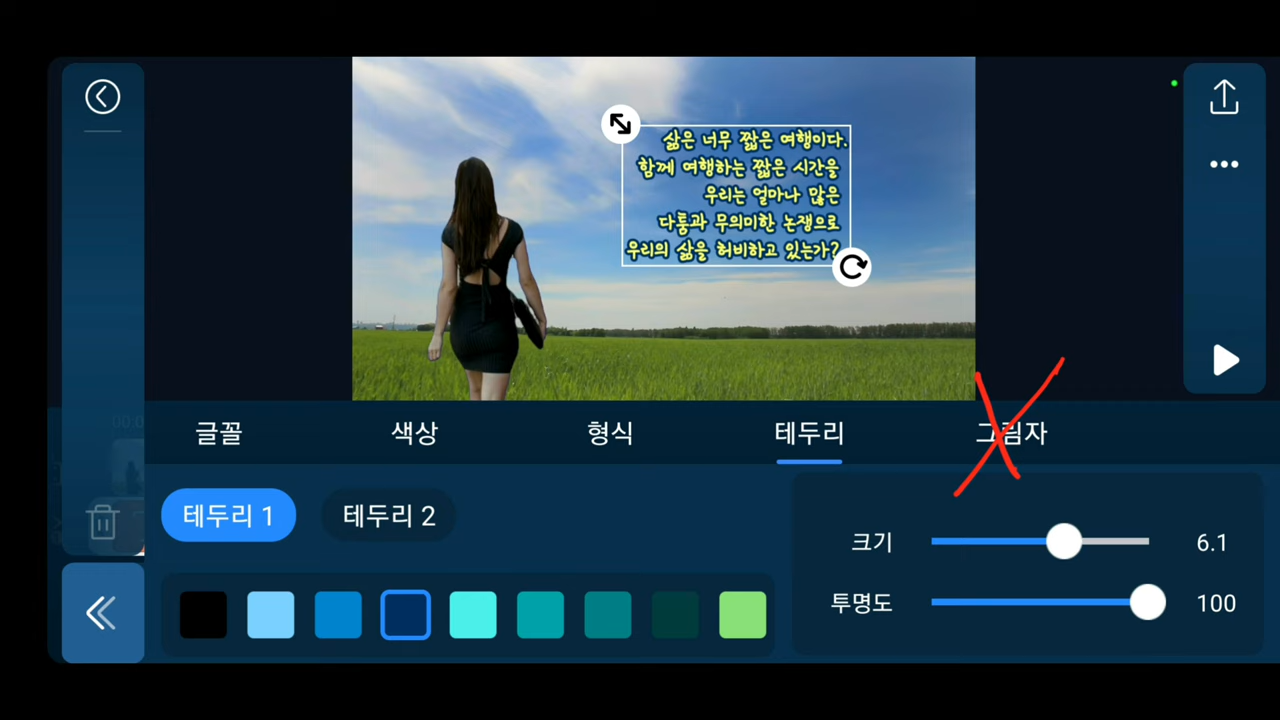 삶은 너무 짧은 여행이다.
함께 여행하는 짧은 시간을
우리는 얼마나 많은
다툼과 무의미한 논쟁으로
우리의 삶을 허비하고 있는가?
글꼴 색상 형식 테두리 그림자
테두리 1 테두리 2
크기 6.1
투명도 100